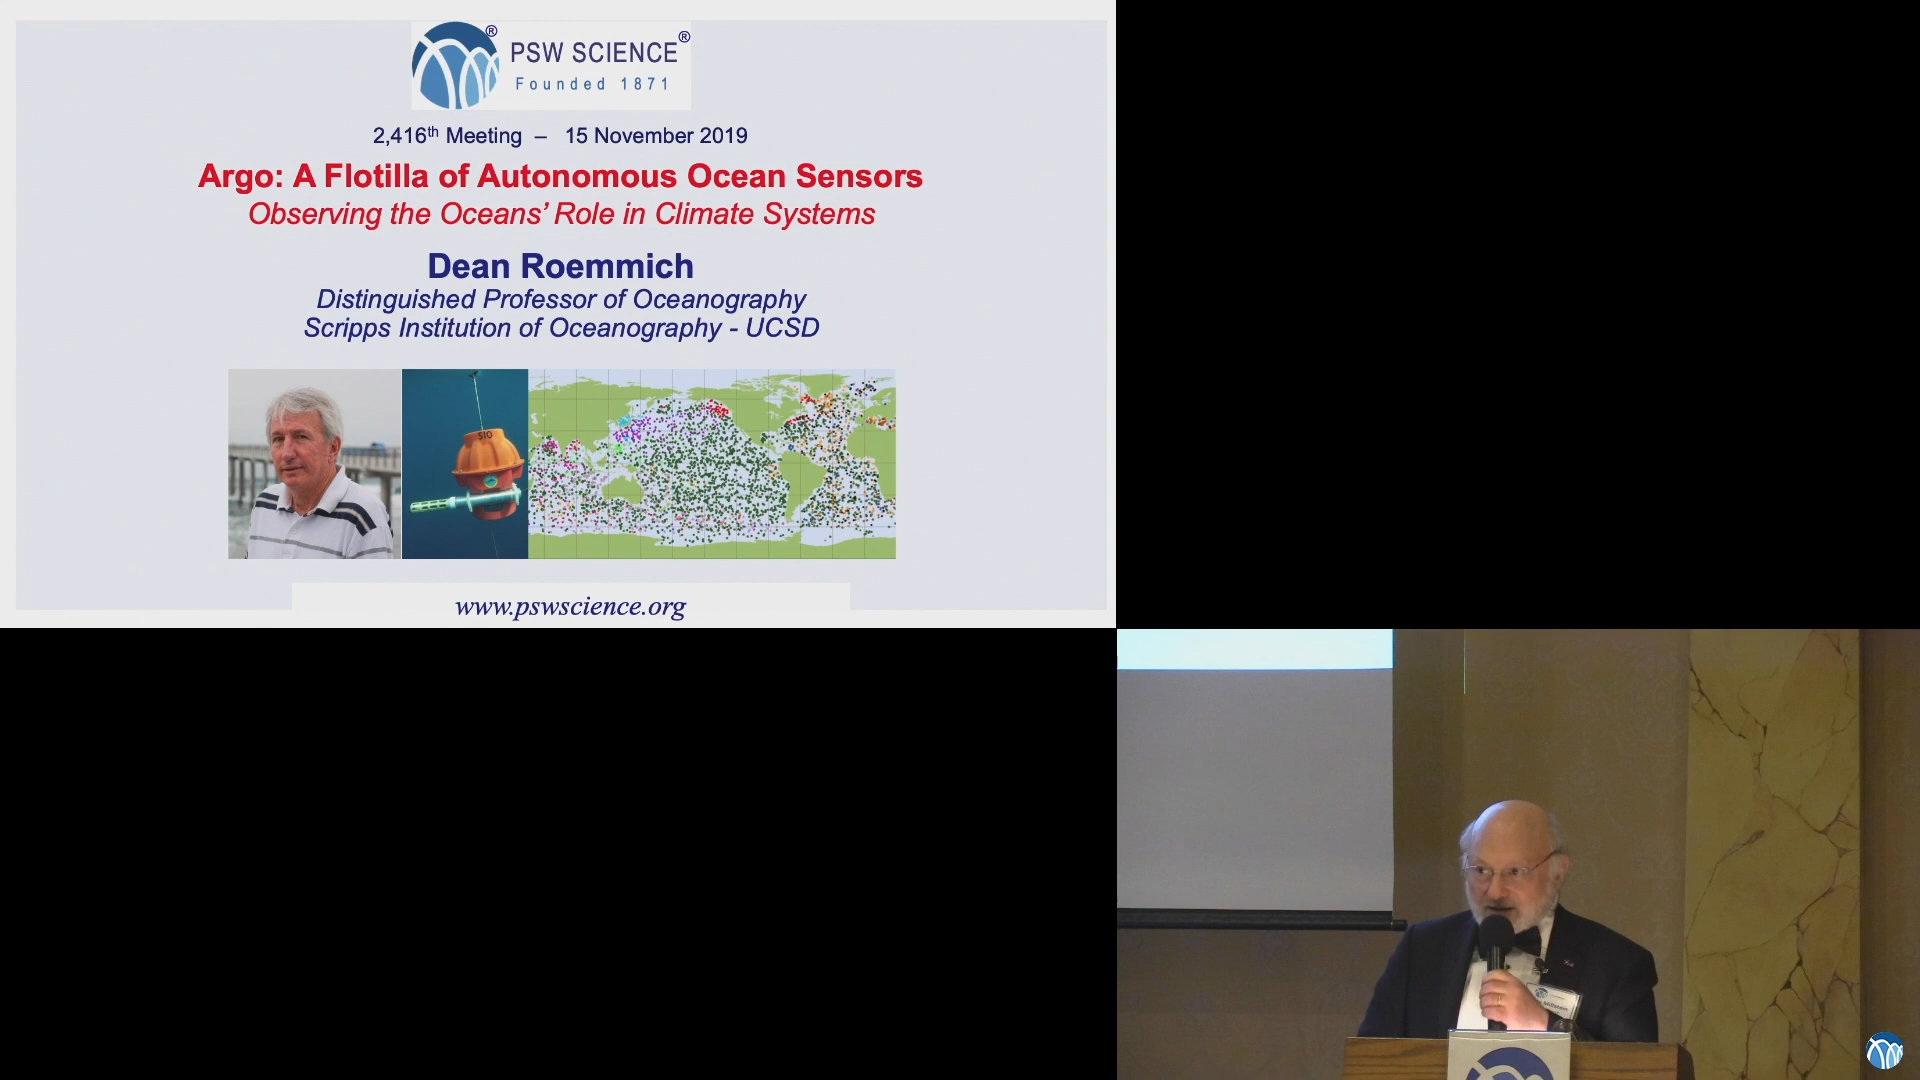 PSW SCIENCE®
Founded 1871
2,416th Meeting – 15 November 2019
Argo: A Flotilla of Autonomous Ocean Sensors
Observing the Oceans’ Role in Climate Systems
Dean Roemmich
Distinguished Professor of Oceanography
Scripps Institution of Oceanography - UCSD
SIO
www.pswscience.org